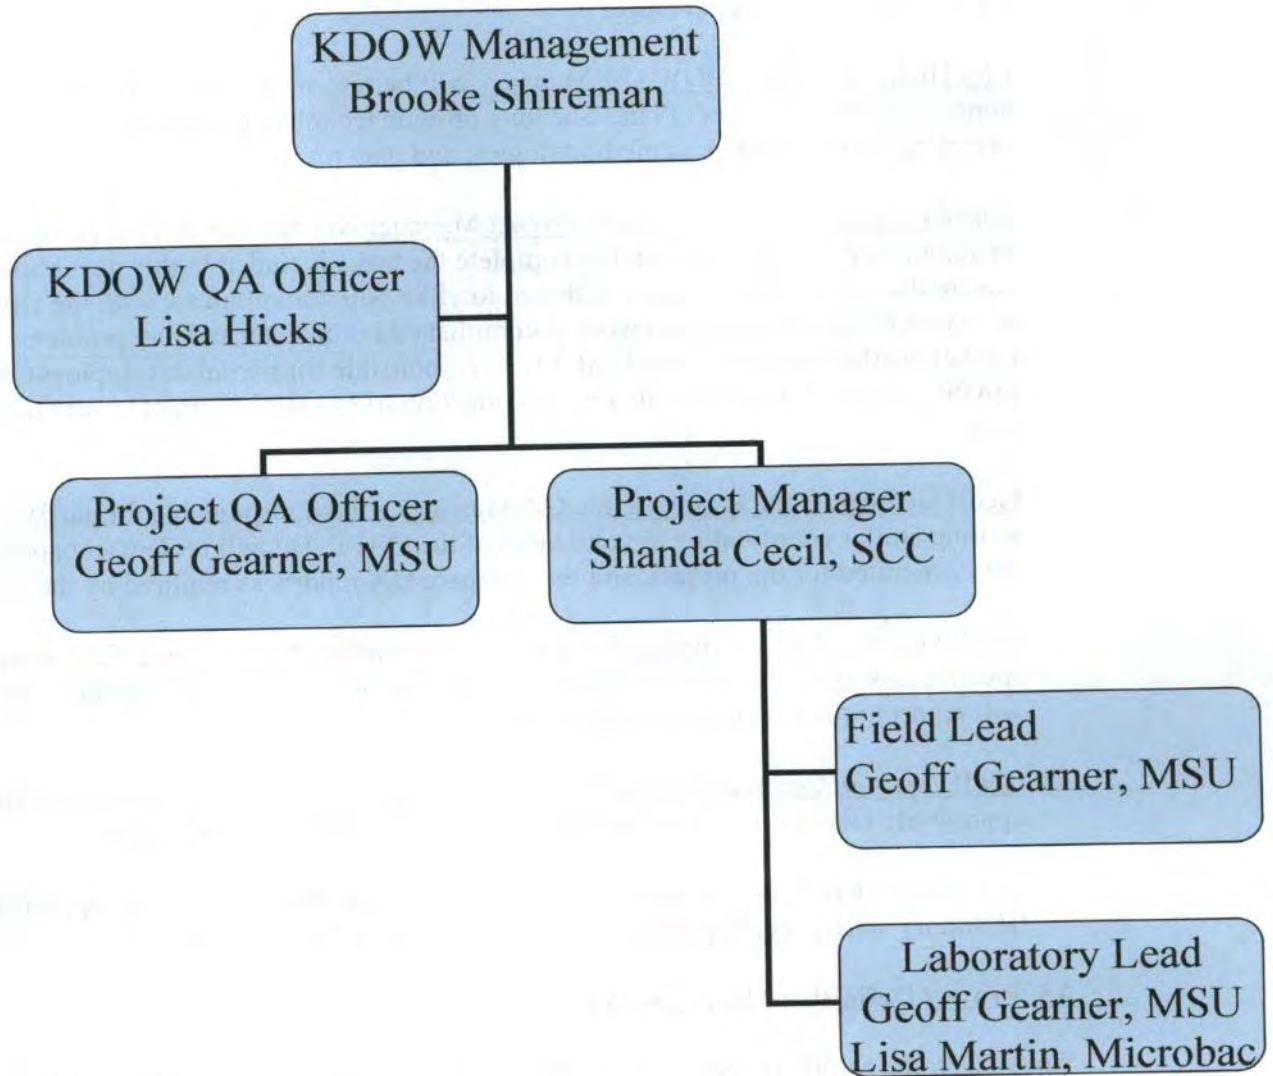 KDOW Management
Brooke Shireman
KDOW QA Officer
Lisa Hicks
Project QA Officer
Geoff Gearner, MSU
Project Manager
Shanda Cecil, SCC
Field Lead
Geoff Gearner, MSU
Laboratory Lead
Geoff Gearner, MSU
Lisa Martin, Microbac